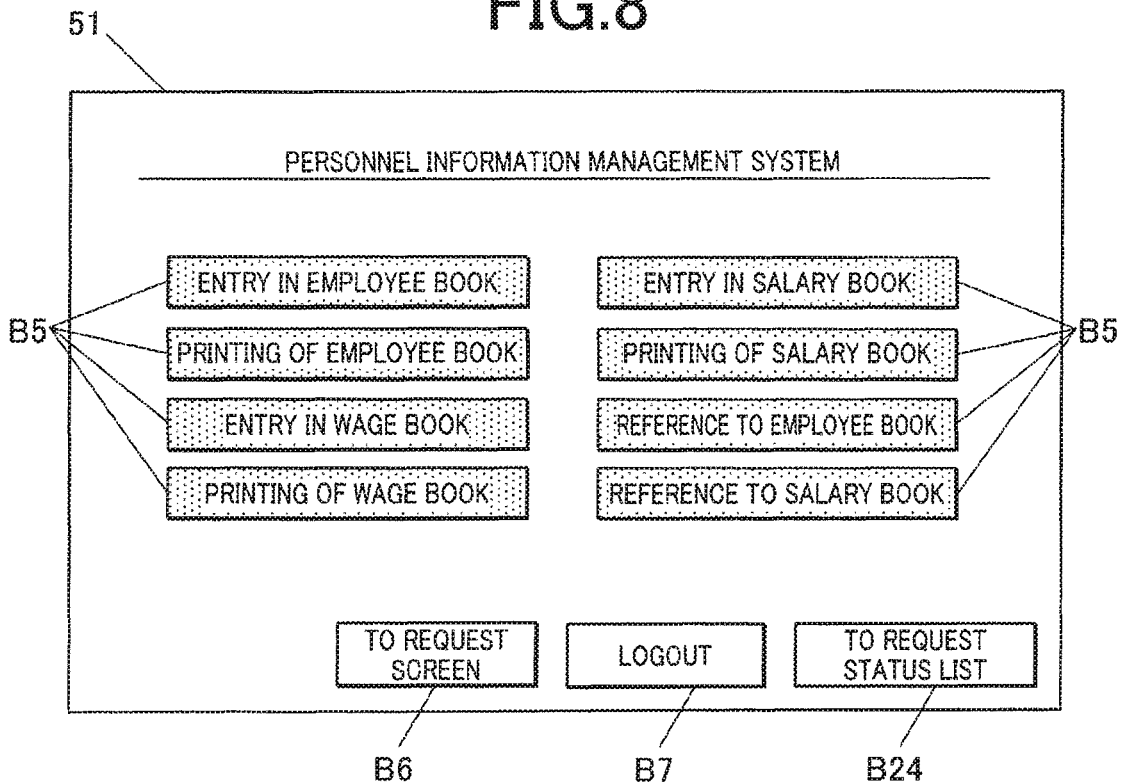 FIG.8
51
PERSONNEL INFORMATION MANAGEMENT SYSTEM
ENTRY IN EMPLOYEE BOOK
ENTRY IN SALARY BOOK
B5
PRINTING OF EMPLOYEE BOOK
PRINTING OF SALARY BOOK
B5
ENTRY IN WAGE BOOK
REFERENCE TO EMPLOYEE BOOK
PRINTING OF WAGE BOOK
REFERENCE TO SALARY BOOK
TO REQUEST
SCREEN
LOGOUT
TO REQUEST
STATUS LIST
B6
B7
B24